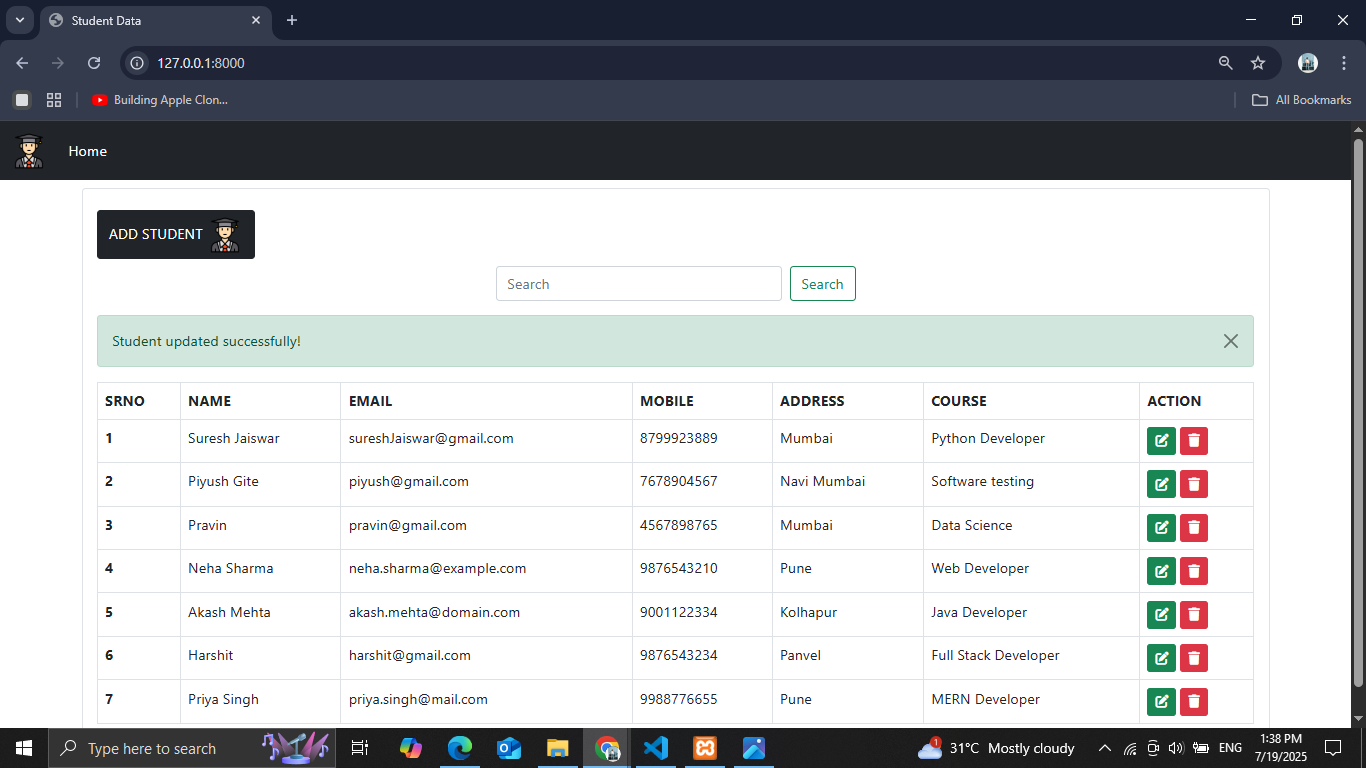 Student Data
127.0.0.1:8000
Building Apple Clon...
All Bookmarks
Home
ADD STUDENT
Search Search
Student updated successfully!
SRNO NAME EMAIL MOBILE ADDRESS COURSE ACTION
1 Suresh Jaiswar sureshJaiswar@gmail.com 8799923889 Mumbai Python Developer
2 Piyush Gite piyush@gmail.com 7678904567 Navi Mumbai Software testing
3 Pravin pravin@gmail.com 4567898765 Mumbai Data Science
4 Neha Sharma neha.sharma@example.com 9876543210 Pune Web Developer
5 Akash Mehta akash.mehta@domain.com 9001122334 Kolhapur Java Developer
6 Harshit harshit@gmail.com 9876543234 Panvel Full Stack Developer
7 Priya Singh priya.singh@mail.com 9988776655 Pune MERN Developer
Type here to search
1
31°C Mostly cloudy
ENG
1:38 PM
7/19/2025